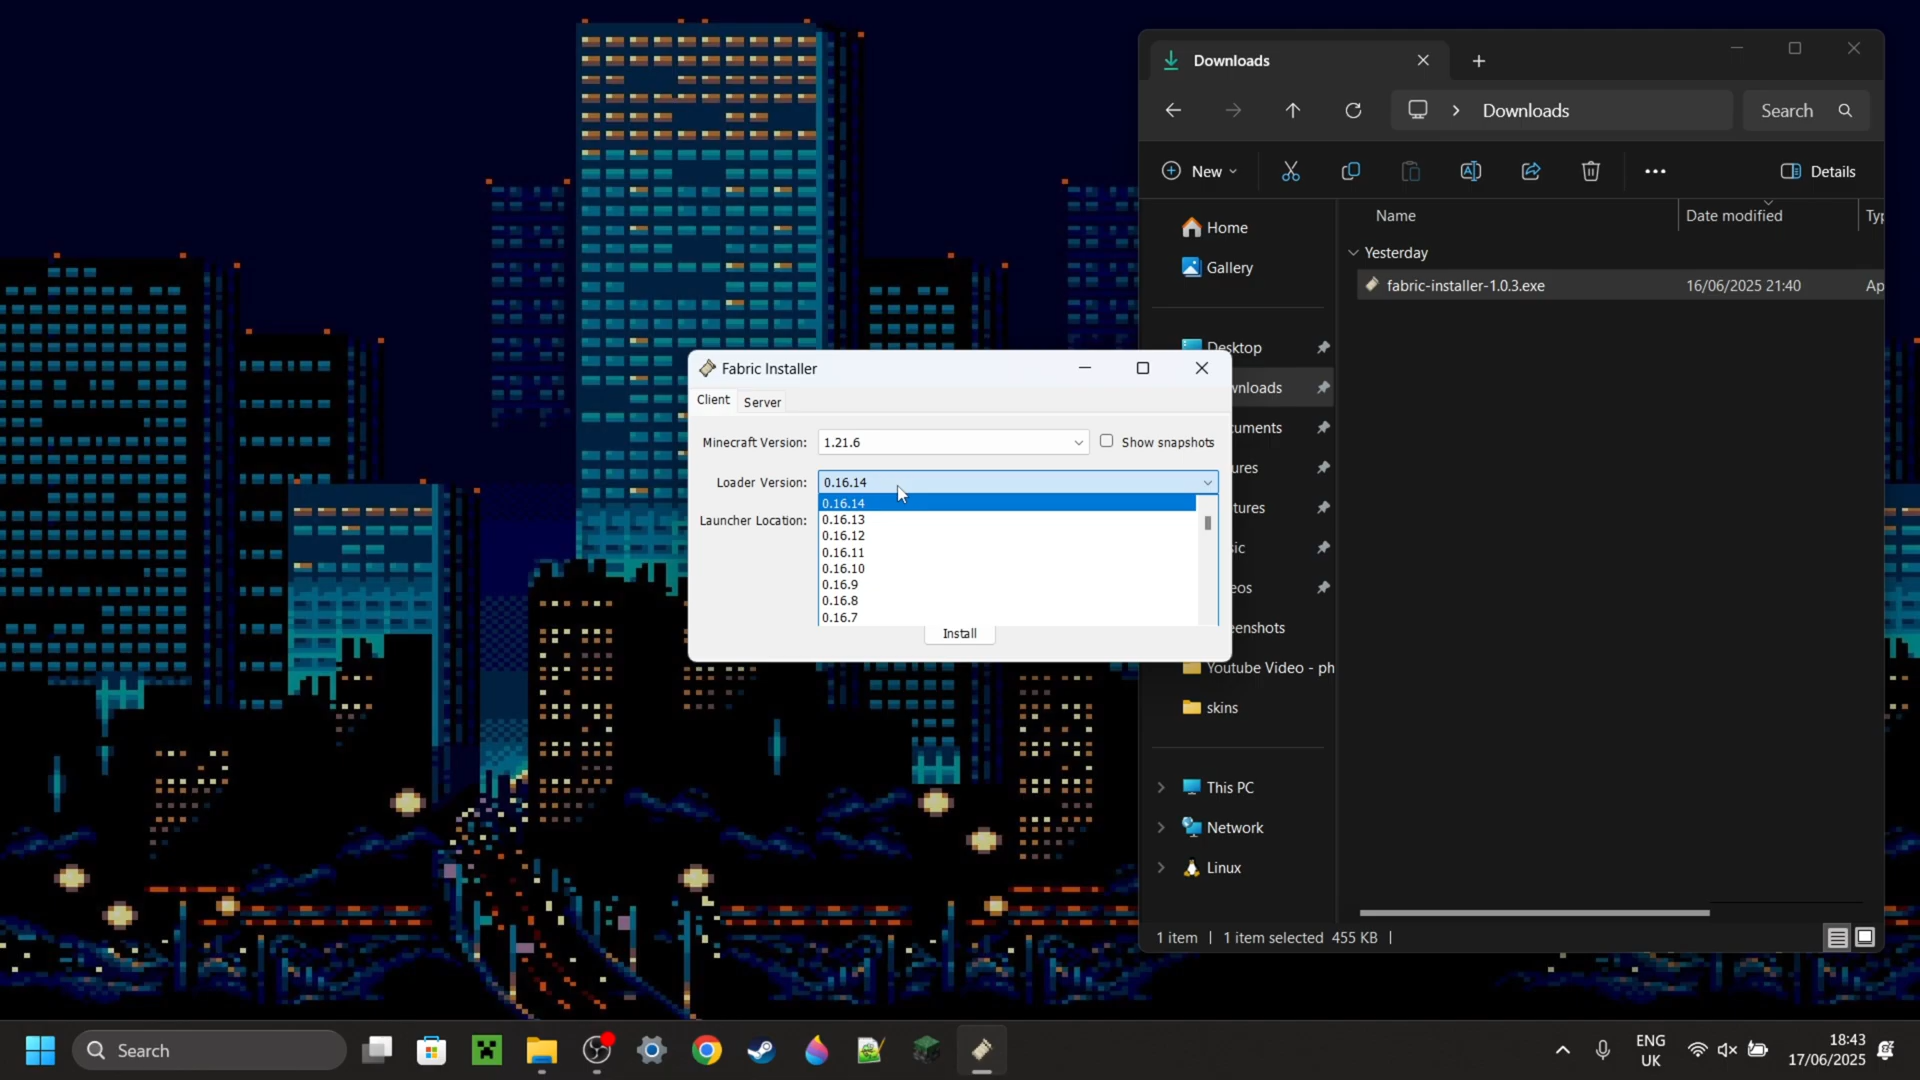 Downloads
Downloads
Search
New
Details
Name
Date modified
Typ
Home
Gallery
Yesterday
fabric-installer-1.0.3.exe
16/06/2025 21:40
Ap
Desktop
wnloads
cuments
ures
tures
ic
eos
eenshots
Youtube Video - ph
skins
This PC
Network
Linux
1 item
1 item selected 455 KB
Fabric Installer
Client
Server
Minecraft Version:
1.21.6
Show snapshots
Loader Version:
0.16.14
Launcher Location:
0.16.14
0.16.13
0.16.12
0.16.11
0.16.10
0.16.9
0.16.8
0.16.7
Install
Search
ENG
UK
18:43
17/06/2025